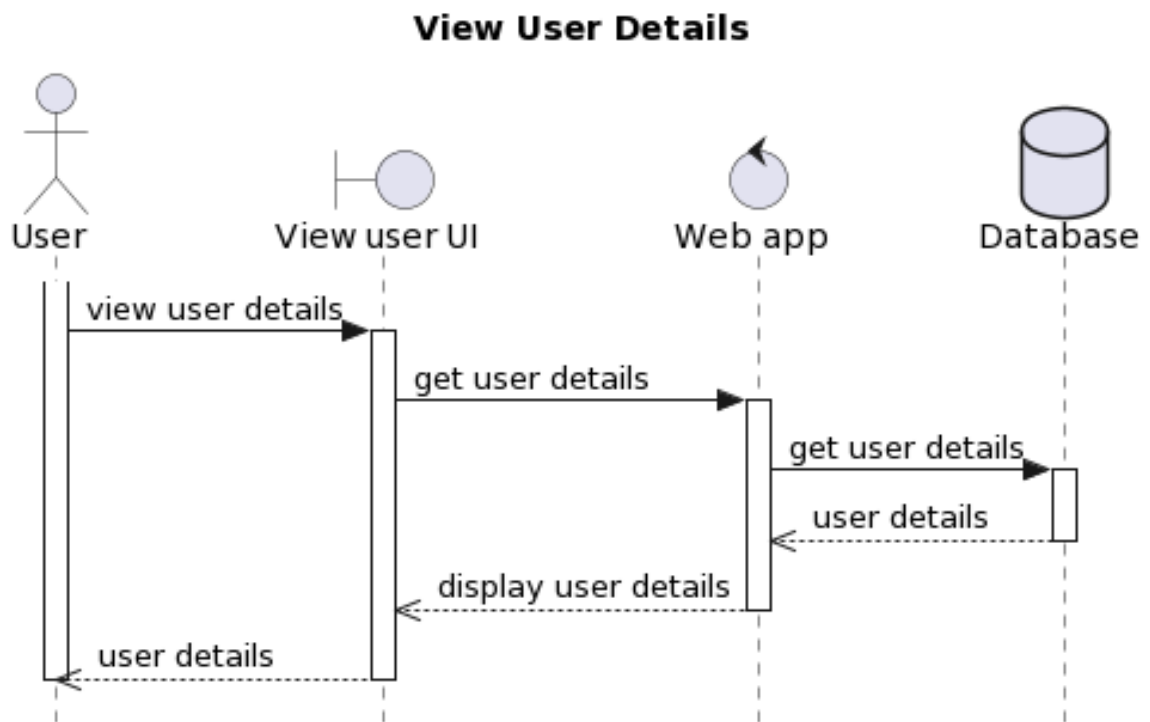 View User Details
User
View user UI
Web app
Database
view user details
get user details
get user details
user details
display user details
user details